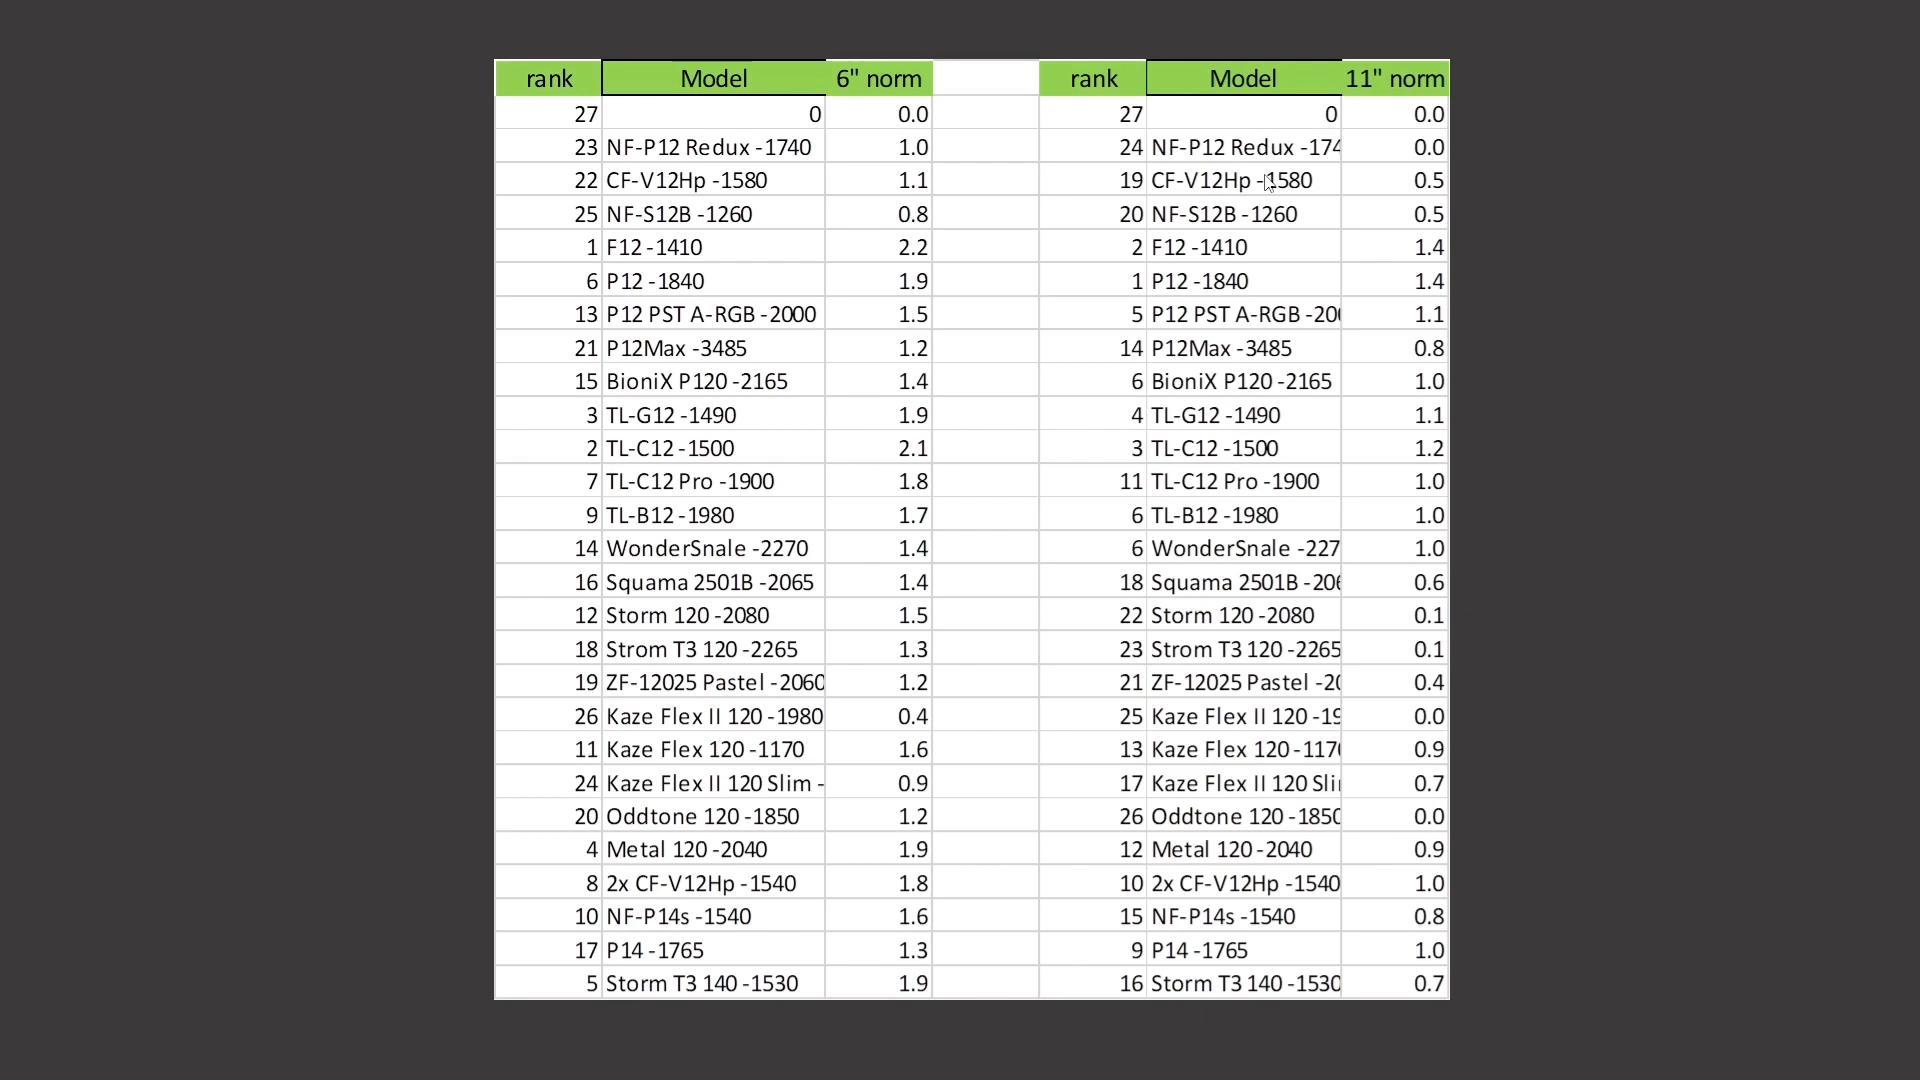 rank Model 6" norm rank Model 11" norm
27 0 0.0 27 0 0.0
23 NF-P12 Redux -1740 1.0 24 NF-P12 Redux -174 0.0
22 CF-V12Hp -1580 1.1 19 CF-V12Hp -1580 0.5
25 NF-S12B -1260 0.8 20 NF-S12B -1260 0.5
1 F12 -1410 2.2 2 F12 -1410 1.4
6 P12 -1840 1.9 1 P12 -1840 1.4
13 P12 PST A-RGB -2000 1.5 5 P12 PST A-RGB -200 1.1
21 P12Max -3485 1.2 14 P12Max -3485 0.8
15 BioniX P120 -2165 1.4 6 BioniX P120 -2165 1.0
3 TL-G12 -1490 1.9 4 TL-G12 -1490 1.1
2 TL-C12 -1500 2.1 3 TL-C12 -1500 1.2
7 TL-C12 Pro -1900 1.8 11 TL-C12 Pro -1900 1.0
9 TL-B12 -1980 1.7 6 TL-B12 -1980 1.0
14 WonderSnale -2270 1.4 6 WonderSnale -227 1.0
16 Squama 2501B -2065 1.4 18 Squama 2501B -206 0.6
12 Storm 120 -2080 1.5 22 Storm 120 -2080 0.1
18 Strom T3 120 -2265 1.3 23 Strom T3 120 -2265 0.1
19 ZF-12025 Pastel -2060 1.2 21 ZF-12025 Pastel -20 0.4
26 Kaze Flex II 120 -1980 0.4 25 Kaze Flex II 120 -19 0.0
11 Kaze Flex 120 -1170 1.6 13 Kaze Flex 120 -1170 0.9
24 Kaze Flex II 120 Slim - 0.9 17 Kaze Flex II 120 Slim 0.7
20 Oddtone 120 -1850 1.2 26 Oddtone 120 -1850 0.0
4 Metal 120 -2040 1.9 12 Metal 120 -2040 0.9
8 2x CF-V12Hp -1540 1.8 10 2x CF-V12Hp -1540 1.0
10 NF-P14s -1540 1.6 15 NF-P14s -1540 0.8
17 P14 -1765 1.3 9 P14 -1765 1.0
5 Storm T3 140 -1530 1.9 16 Storm T3 140 -1530 0.7